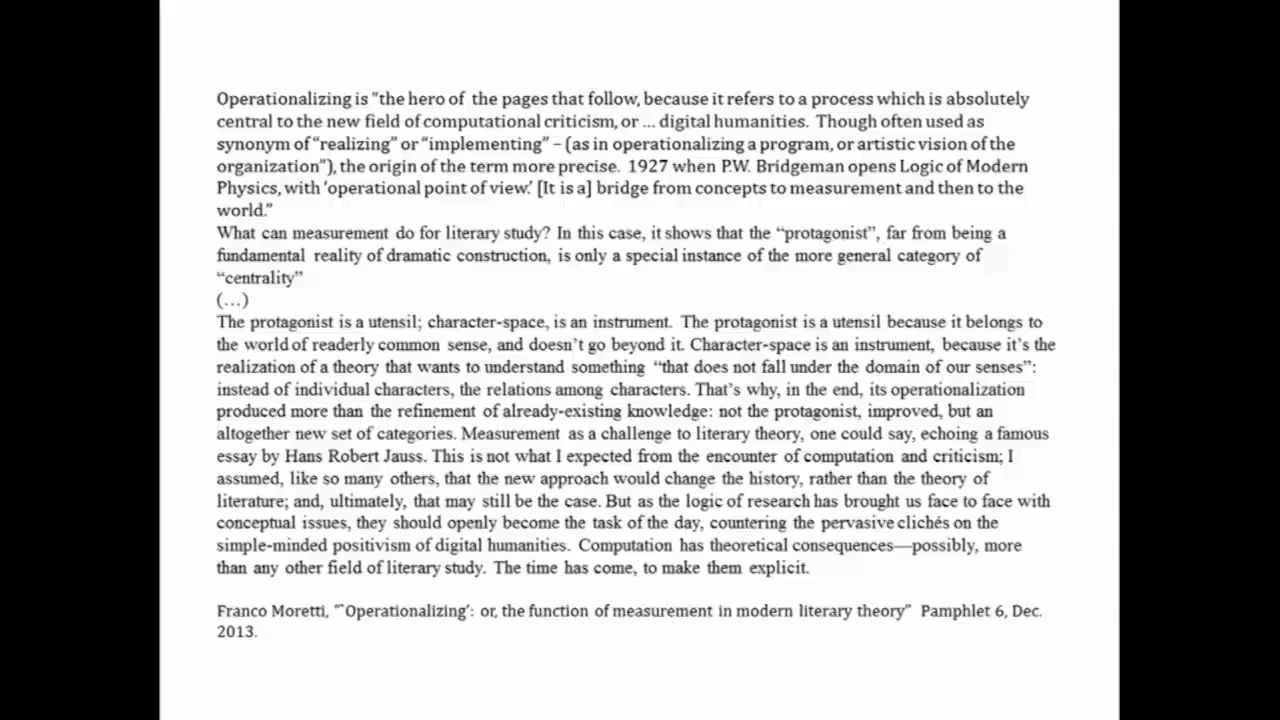 Operationalizing is “the hero of the pages that follow, because it refers to a process which is absolutely
central to the new field of computational criticism, or ... digital humanities. Though often used as
synonym of “realizing” or “implementing” – (as in operationalizing a program, or artistic vision of the
organization”), the origin of the term more precise. 1927 when P.W. Bridgeman opens Logic of Modern
Physics, with ‘operational point of view.’ [It is a] bridge from concepts to measurement and then to the
world.”
What can measurement do for literary study? In this case, it shows that the “protagonist”, far from being a
fundamental reality of dramatic construction, is only a special instance of the more general category of
“centrality”
(…)
The protagonist is a utensil; character-space, is an instrument. The protagonist is a utensil because it belongs to
the world of readerly common sense, and doesn’t go beyond it. Character-space is an instrument, because it’s the
realization of a theory that wants to understand something “that does not fall under the domain of our senses”:
instead of individual characters, the relations among characters. That’s why, in the end, its operationalization
produced more than the refinement of already-existing knowledge: not the protagonist, improved, but an
altogether new set of categories. Measurement as a challenge to literary theory, one could say, echoing a famous
essay by Hans Robert Jauss. This is not what I expected from the encounter of computation and criticism; I
assumed, like so many others, that the new approach would change the history, rather than the theory of
literature; and, ultimately, that may still be the case. But as the logic of research has brought us face to face with
conceptual issues, they should openly become the task of the day, countering the pervasive clichés on the
simple-minded positivism of digital humanities. Computation has theoretical consequences—possibly, more
than any other field of literary study. The time has come, to make them explicit.
Franco Moretti, “`Operationalizing’: or, the function of measurement in modern literary theory” Pamphlet 6, Dec.
2013.